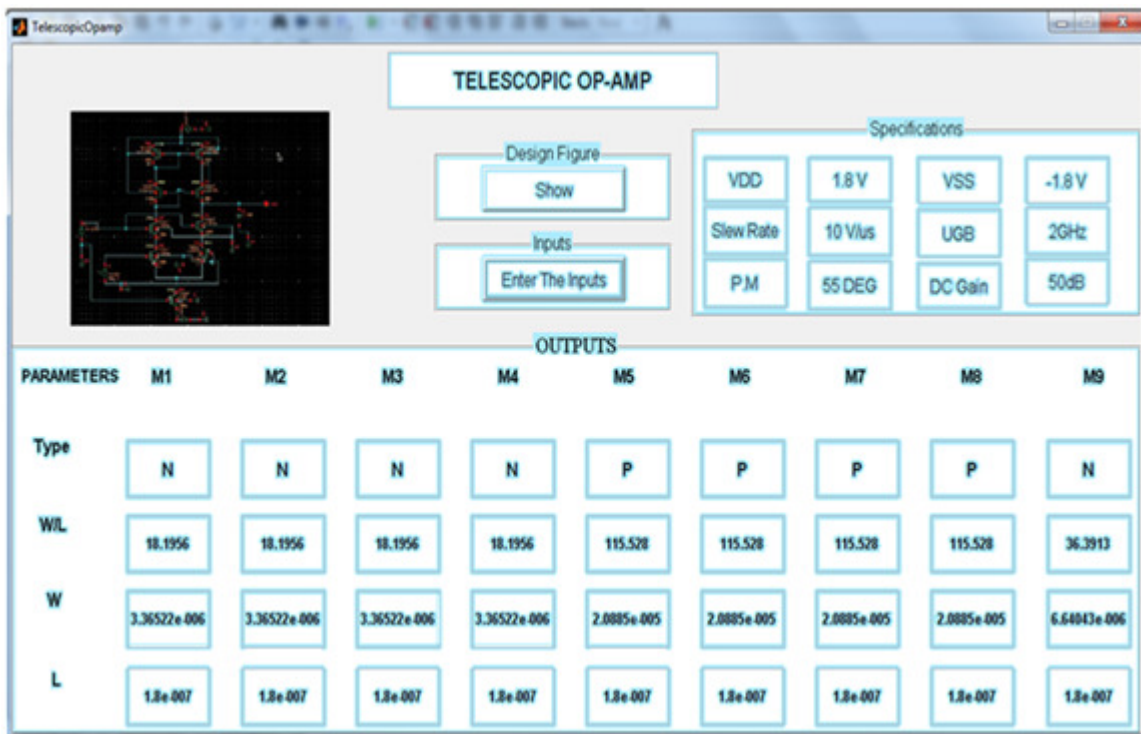 TelescopicOpamp
TELESCOPIC OP-AMP
Design Figure
Show
Inputs
Enter The Inputs
Specifications
VDD 1.8 V VSS -1.8 V
Slew Rate 10 V/us UGB 2GHz
P.M 55 DEG DC Gain 50dB
OUTPUTS
PARAMETERS M1 M2 M3 M4 M5 M6 M7 M8 M9
Type N N N N P P P P N
W/L 18.1956 18.1956 18.1956 18.1956 115.528 115.528 115.528 115.528 36.3913
W 3.36522e-006 3.36522e-006 3.36522e-006 3.36522e-006 2.0885e-005 2.0885e-005 2.0885e-005 2.0885e-005 6.64043e-006
L 1.8e-007 1.8e-007 1.8e-007 1.8e-007 1.8e-007 1.8e-007 1.8e-007 1.8e-007 1.8e-007